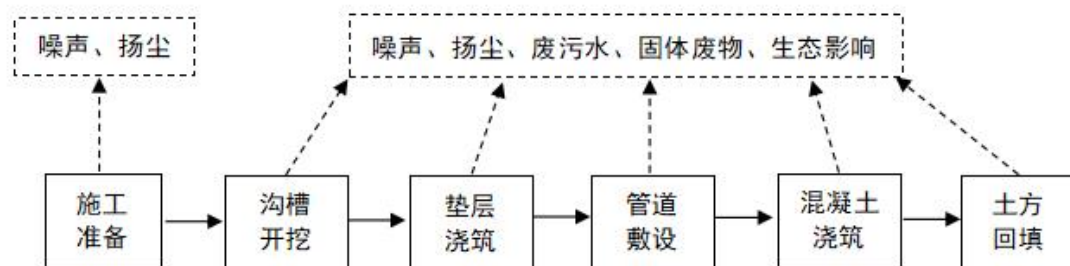 噪声、扬尘
噪声、扬尘、废污水、固体废物、生态影响
施工
准备
沟槽
开挖
垫层
浇筑
管道
敷设
混凝土
浇筑
土方
回填